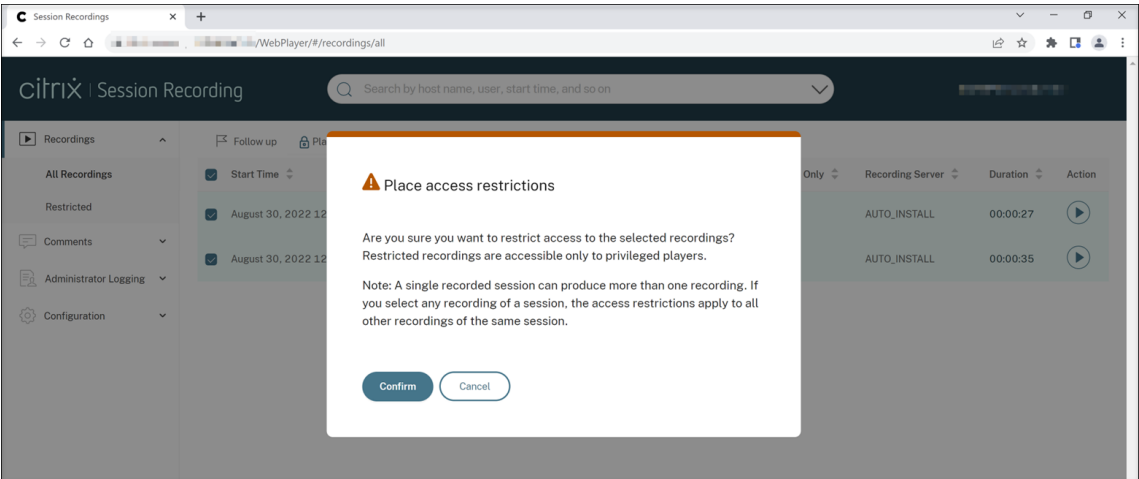 Session Recordings
/WebPlayer/#/recordings/all
citrix | Session Recording
Search by host name, user, start time, and so on
Recordings
All Recordings
Restricted
Comments
Administrator Logging
Configuration
Follow up Pla
Start Time Only Recording Server Duration Action
August 30, 2022 12 AUTO_INSTALL 00:00:27
August 30, 2022 12 AUTO_INSTALL 00:00:35
Place access restrictions
Are you sure you want to restrict access to the selected recordings?
Restricted recordings are accessible only to privileged players.
Note: A single recorded session can produce more than one recording. If
you select any recording of a session, the access restrictions apply to all
other recordings of the same session.
Confirm Cancel